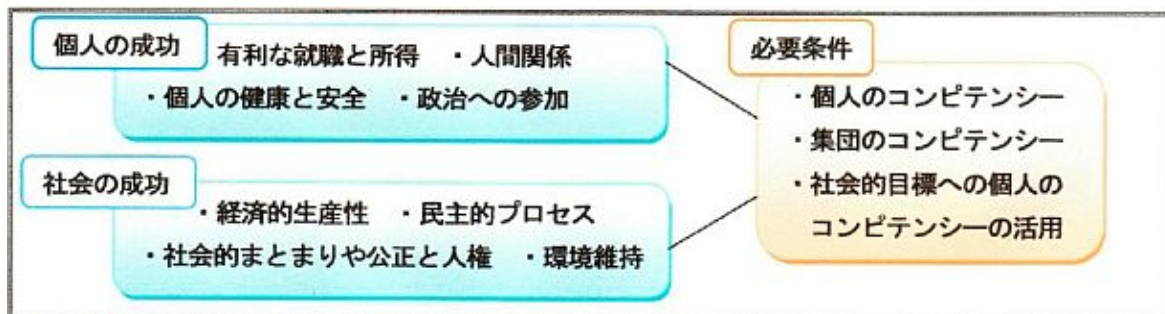 個人の成功
有利な就職と所得 ・人間関係
・個人の健康と安全 ・政治への参加
社会の成功
・経済的生産性 ・民主的プロセス
・社会的まとまりや公正と人権 ・環境維持
必要条件
・個人のコンピテンシー
・集団のコンピテンシー
・社会的目標への個人の
コンピテンシーの活用